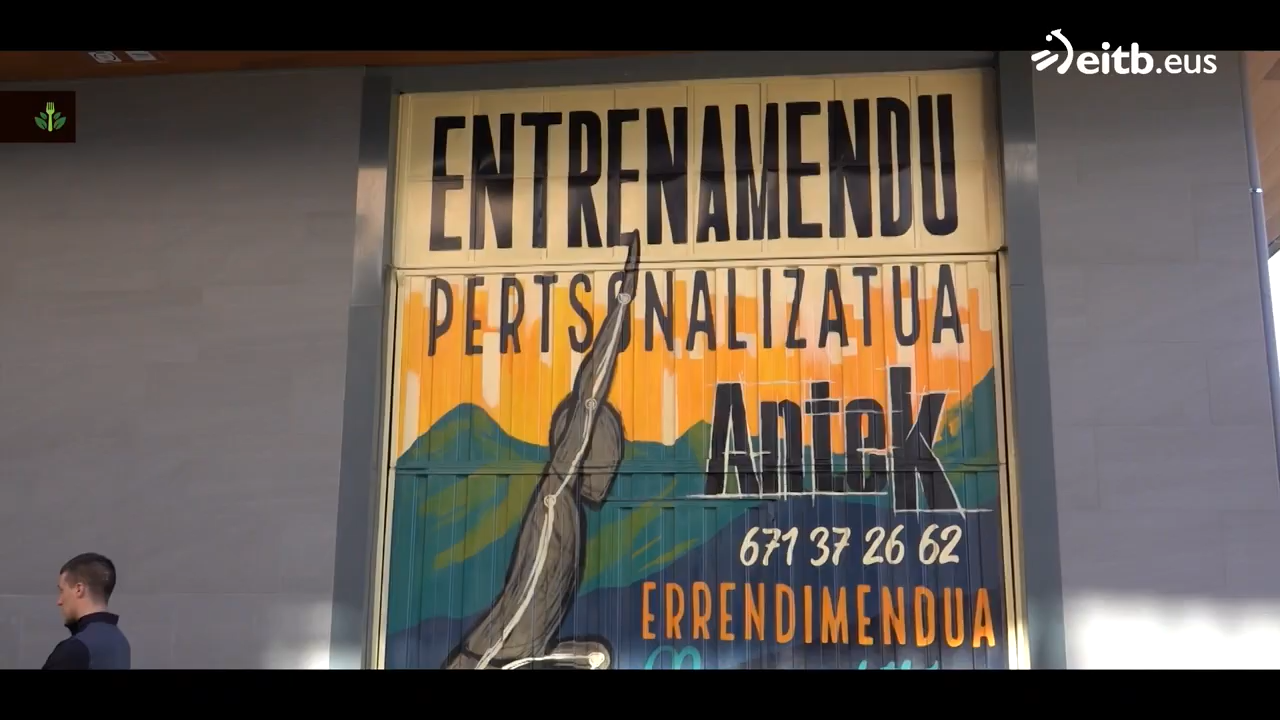 eitb.eus
ENTRENAMENDU
PERTSONALIZATUA
Antek
671 37 26 62
ERRENDIMENDUA